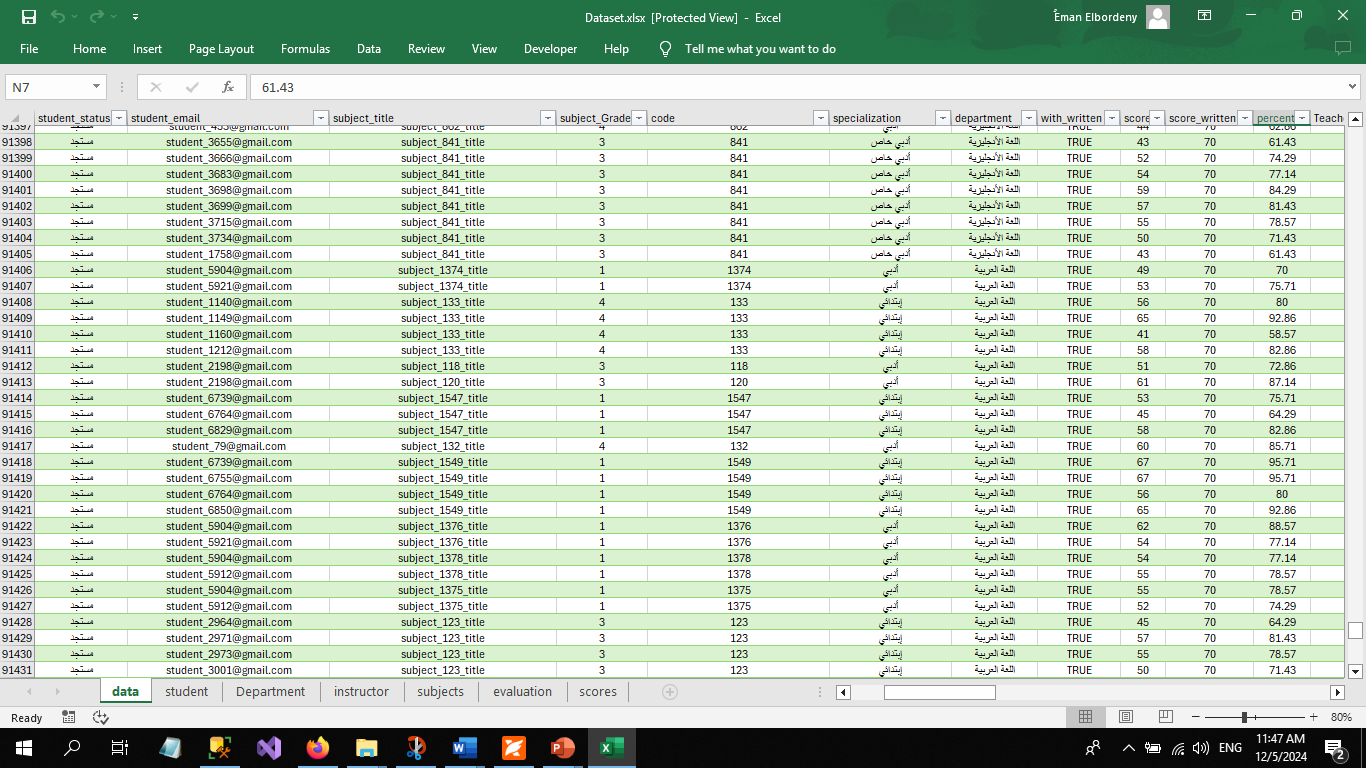 Dataset.xlsx [Protected View] - Excel
Eman Elbordeny
File Home Insert Page Layout Formulas Data Review View Developer Help Tell me what you want to do
N7 fx 61.43
student_status student_email subject_title subject_Grade code specialization department with_written score score_written percent Teach
91397 مستجد student_455@gmail.com subject_862_title 4 862 أدبي TRUE 44 70 62.86
91398 مستجد student_3655@gmail.com subject_841_title 3 841 أدبي خاص اللغة الأنجليزية TRUE 43 70 61.43
91399 مستجد student_3666@gmail.com subject_841_title 3 841 أدبي خاص اللغة الأنجليزية TRUE 52 70 74.29
91400 مستجد student_3683@gmail.com subject_841_title 3 841 أدبي خاص اللغة الأنجليزية TRUE 54 70 77.14
91401 مستجد student_3698@gmail.com subject_841_title 3 841 أدبي خاص اللغة الأنجليزية TRUE 59 70 84.29
91402 مستجد student_3699@gmail.com subject_841_title 3 841 أدبي خاص اللغة الأنجليزية TRUE 57 70 81.43
91403 مستجد student_3715@gmail.com subject_841_title 3 841 أدبي خاص اللغة الأنجليزية TRUE 55 70 78.57
91404 مستجد student_3734@gmail.com subject_841_title 3 841 أدبي خاص اللغة الأنجليزية TRUE 50 70 71.43
91405 مستجد student_1758@gmail.com subject_841_title 3 841 أدبي خاص اللغة الأنجليزية TRUE 43 70 61.43
91406 مستجد student_5904@gmail.com subject_1374_title 1 1374 أدبي اللغة العربية TRUE 49 70 70
91407 مستجد student_5921@gmail.com subject_1374_title 1 1374 أدبي اللغة العربية TRUE 53 70 75.71
91408 مستجد student_1140@gmail.com subject_133_title 4 133 إبتدائي اللغة العربية TRUE 56 70 80
91409 مستجد student_1149@gmail.com subject_133_title 4 133 إبتدائي اللغة العربية TRUE 65 70 92.86
91410 مستجد student_1160@gmail.com subject_133_title 4 133 إبتدائي اللغة العربية TRUE 41 70 58.57
91411 مستجد student_1212@gmail.com subject_133_title 4 133 إبتدائي اللغة العربية TRUE 58 70 82.86
91412 مستجد student_2198@gmail.com subject_118_title 3 118 أدبي اللغة العربية TRUE 51 70 72.86
91413 مستجد student_2198@gmail.com subject_120_title 3 120 أدبي اللغة العربية TRUE 61 70 87.14
91414 مستجد student_6739@gmail.com subject_1547_title 1 1547 إبتدائي اللغة العربية TRUE 53 70 75.71
91415 مستجد student_6764@gmail.com subject_1547_title 1 1547 إبتدائي اللغة العربية TRUE 45 70 64.29
91416 مستجد student_6829@gmail.com subject_1547_title 1 1547 إبتدائي اللغة العربية TRUE 58 70 82.86
91417 مستجد student_79@gmail.com subject_132_title 4 132 أدبي اللغة العربية TRUE 60 70 85.71
91418 مستجد student_6739@gmail.com subject_1549_title 1 1549 إبتدائي اللغة العربية TRUE 67 70 95.71
91419 مستجد student_6755@gmail.com subject_1549_title 1 1549 إبتدائي اللغة العربية TRUE 67 70 95.71
91420 مستجد student_6764@gmail.com subject_1549_title 1 1549 إبتدائي اللغة العربية TRUE 56 70 80
91421 مستجد student_6850@gmail.com subject_1549_title 1 1549 إبتدائي اللغة العربية TRUE 65 70 92.86
91422 مستجد student_5904@gmail.com subject_1376_title 1 1376 أدبي اللغة العربية TRUE 62 70 88.57
91423 مستجد student_5921@gmail.com subject_1376_title 1 1376 أدبي اللغة العربية TRUE 54 70 77.14
91424 مستجد student_5904@gmail.com subject_1378_title 1 1378 أدبي اللغة العربية TRUE 54 70 77.14
91425 مستجد student_5912@gmail.com subject_1378_title 1 1378 أدبي اللغة العربية TRUE 55 70 78.57
91426 مستجد student_5904@gmail.com subject_1375_title 1 1375 أدبي اللغة العربية TRUE 55 70 78.57
91427 مستجد student_5912@gmail.com subject_1375_title 1 1375 أدبي اللغة العربية TRUE 52 70 74.29
91428 مستجد student_2964@gmail.com subject_123_title 3 123 إبتدائي اللغة العربية TRUE 45 70 64.29
91429 مستجد student_2971@gmail.com subject_123_title 3 123 إبتدائي اللغة العربية TRUE 57 70 81.43
91430 مستجد student_2973@gmail.com subject_123_title 3 123 إبتدائي اللغة العربية TRUE 55 70 78.57
91431 مستجد student_3001@gmail.com subject_123_title 3 123 إبتدائي اللغة العربية TRUE 50 70 71.43
data student Department instructor subjects evaluation scores
Ready 80%
ENG 11:47 AM
12/5/2024 2